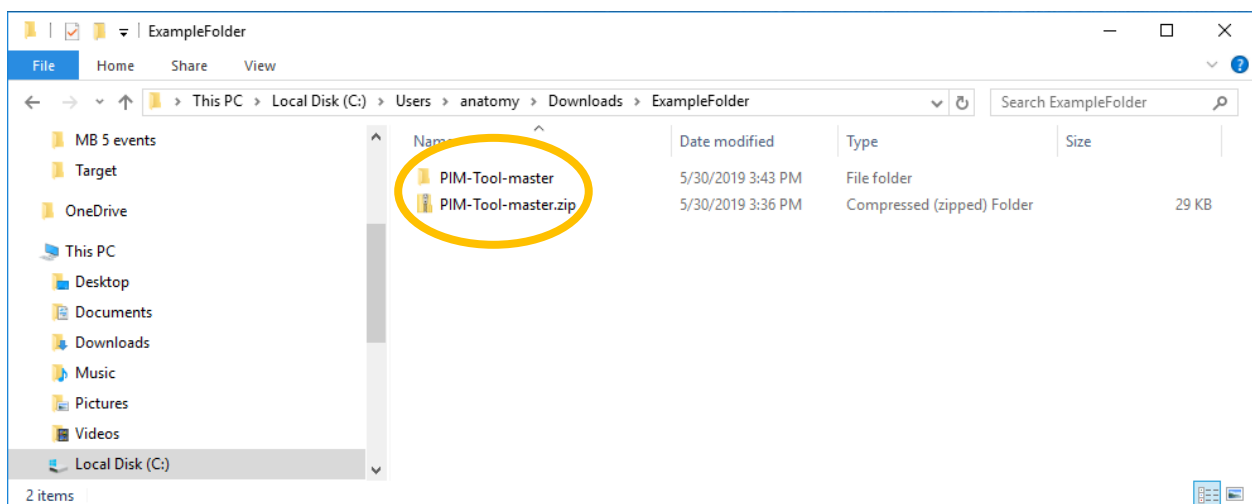 ExampleFolder
File Home Share View
This PC Local Disk (C:) Users anatomy Downloads ExampleFolder Search ExampleFolder
MB 5 events
Target
OneDrive
This PC
Desktop
Documents
Downloads
Music
Pictures
Videos
Local Disk (C:)
Date modified Type Size
PIM-Tool-master 5/30/2019 3:43 PM File folder
PIM-Tool-master.zip 5/30/2019 3:36 PM Compressed (zipped) Folder 29 KB
2 items